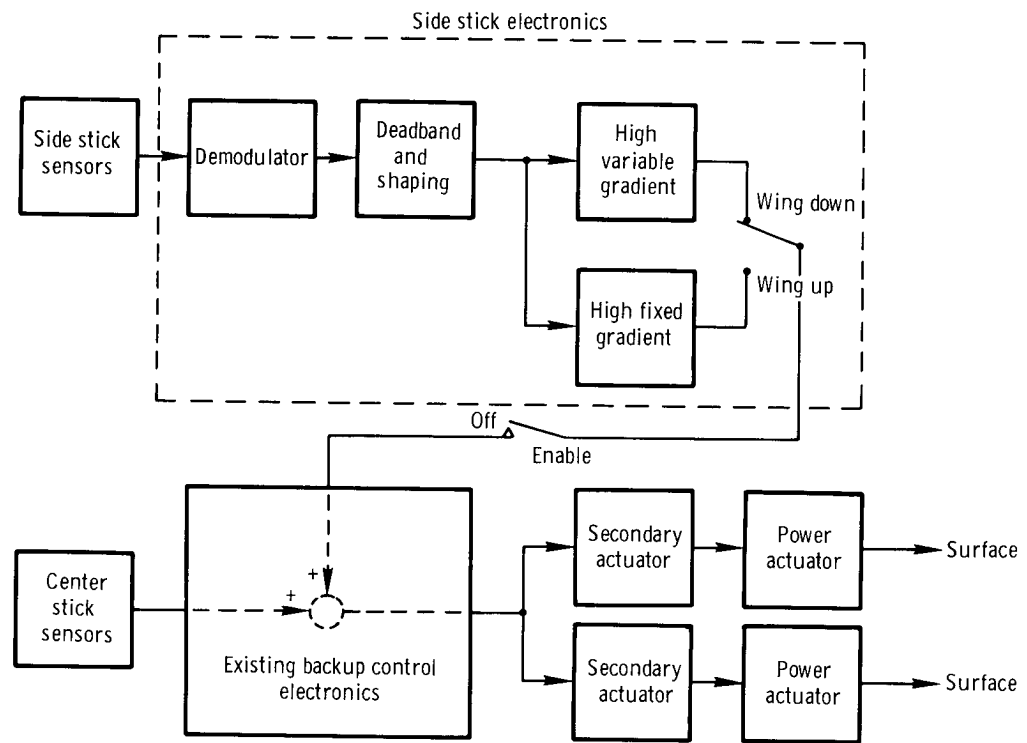 Side stick electronics
Side stick
sensors
Demodulator
Deadband
and
shaping
High
variable
gradient
Wing down
Wing up
High fixed
gradient
Off
Enable
Center
stick
sensors
+
+
Existing backup control
electronics
Secondary
actuator
Power
actuator
Surface
Secondary
actuator
Power
actuator
Surface